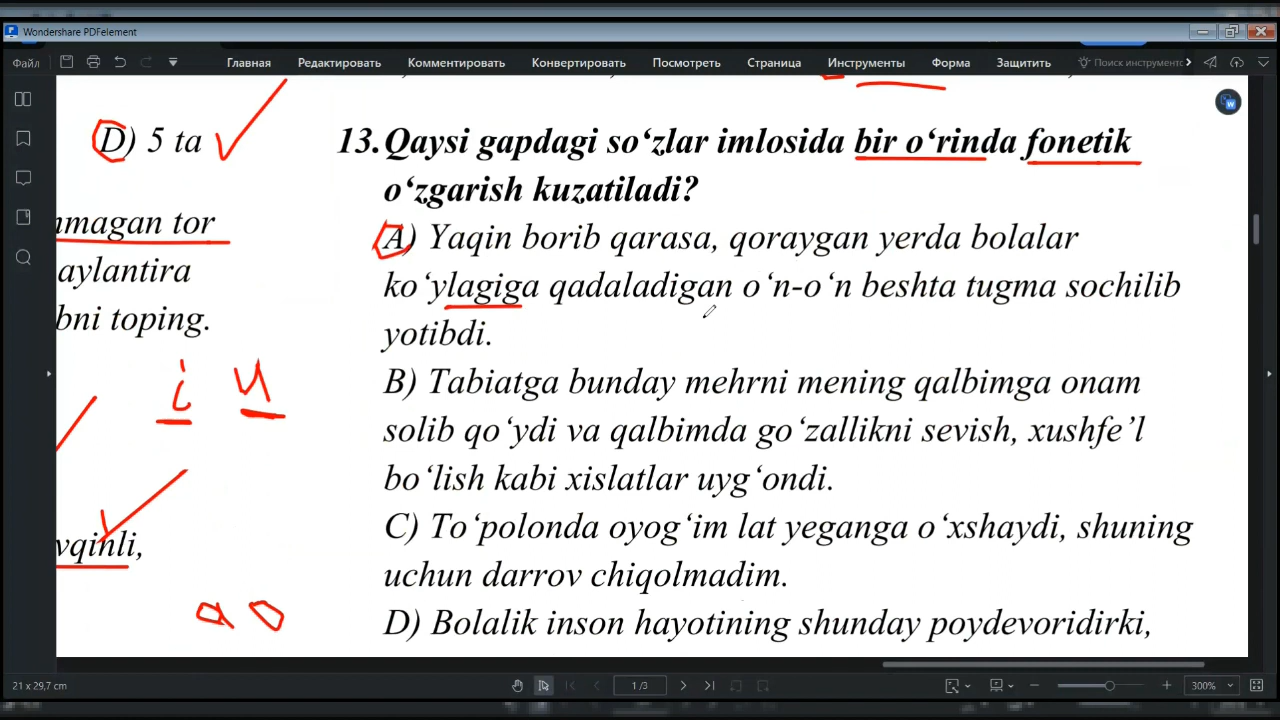 Wondershare PDFelement
Файл
Главная
Редактировать
Комментировать
Конвертировать
Посмотреть
Страница
Инструменты
Форма
Защитить
Поиск инструменто
D) 5 ta
nmagan tor
aylantira
bni toping.
i u
vqinli,
a o
13. Qaysi gapdagi so‘zlar imlosida bir o‘rinda fonetik
o‘zgarish kuzatiladi?
A) Yaqin borib qarasa, qoraygan yerda bolalar
ko‘ylagiga qadaladigan o‘n-o‘n beshta tugma sochilib
yotibdi.
B) Tabiatga bunday mehrni mening qalbimga onam
solib qo‘ydi va qalbimda go‘zallikni sevish, xushfe’l
bo‘lish kabi xislatlar uyg‘ondi.
C) To‘polonda oyog‘im lat yeganga o‘xshaydi, shuning
uchun darrov chiqolmadim.
D) Bolalik inson hayotining shunday poydevoridirki,
21 x 29,7 cm
1 /3
300%